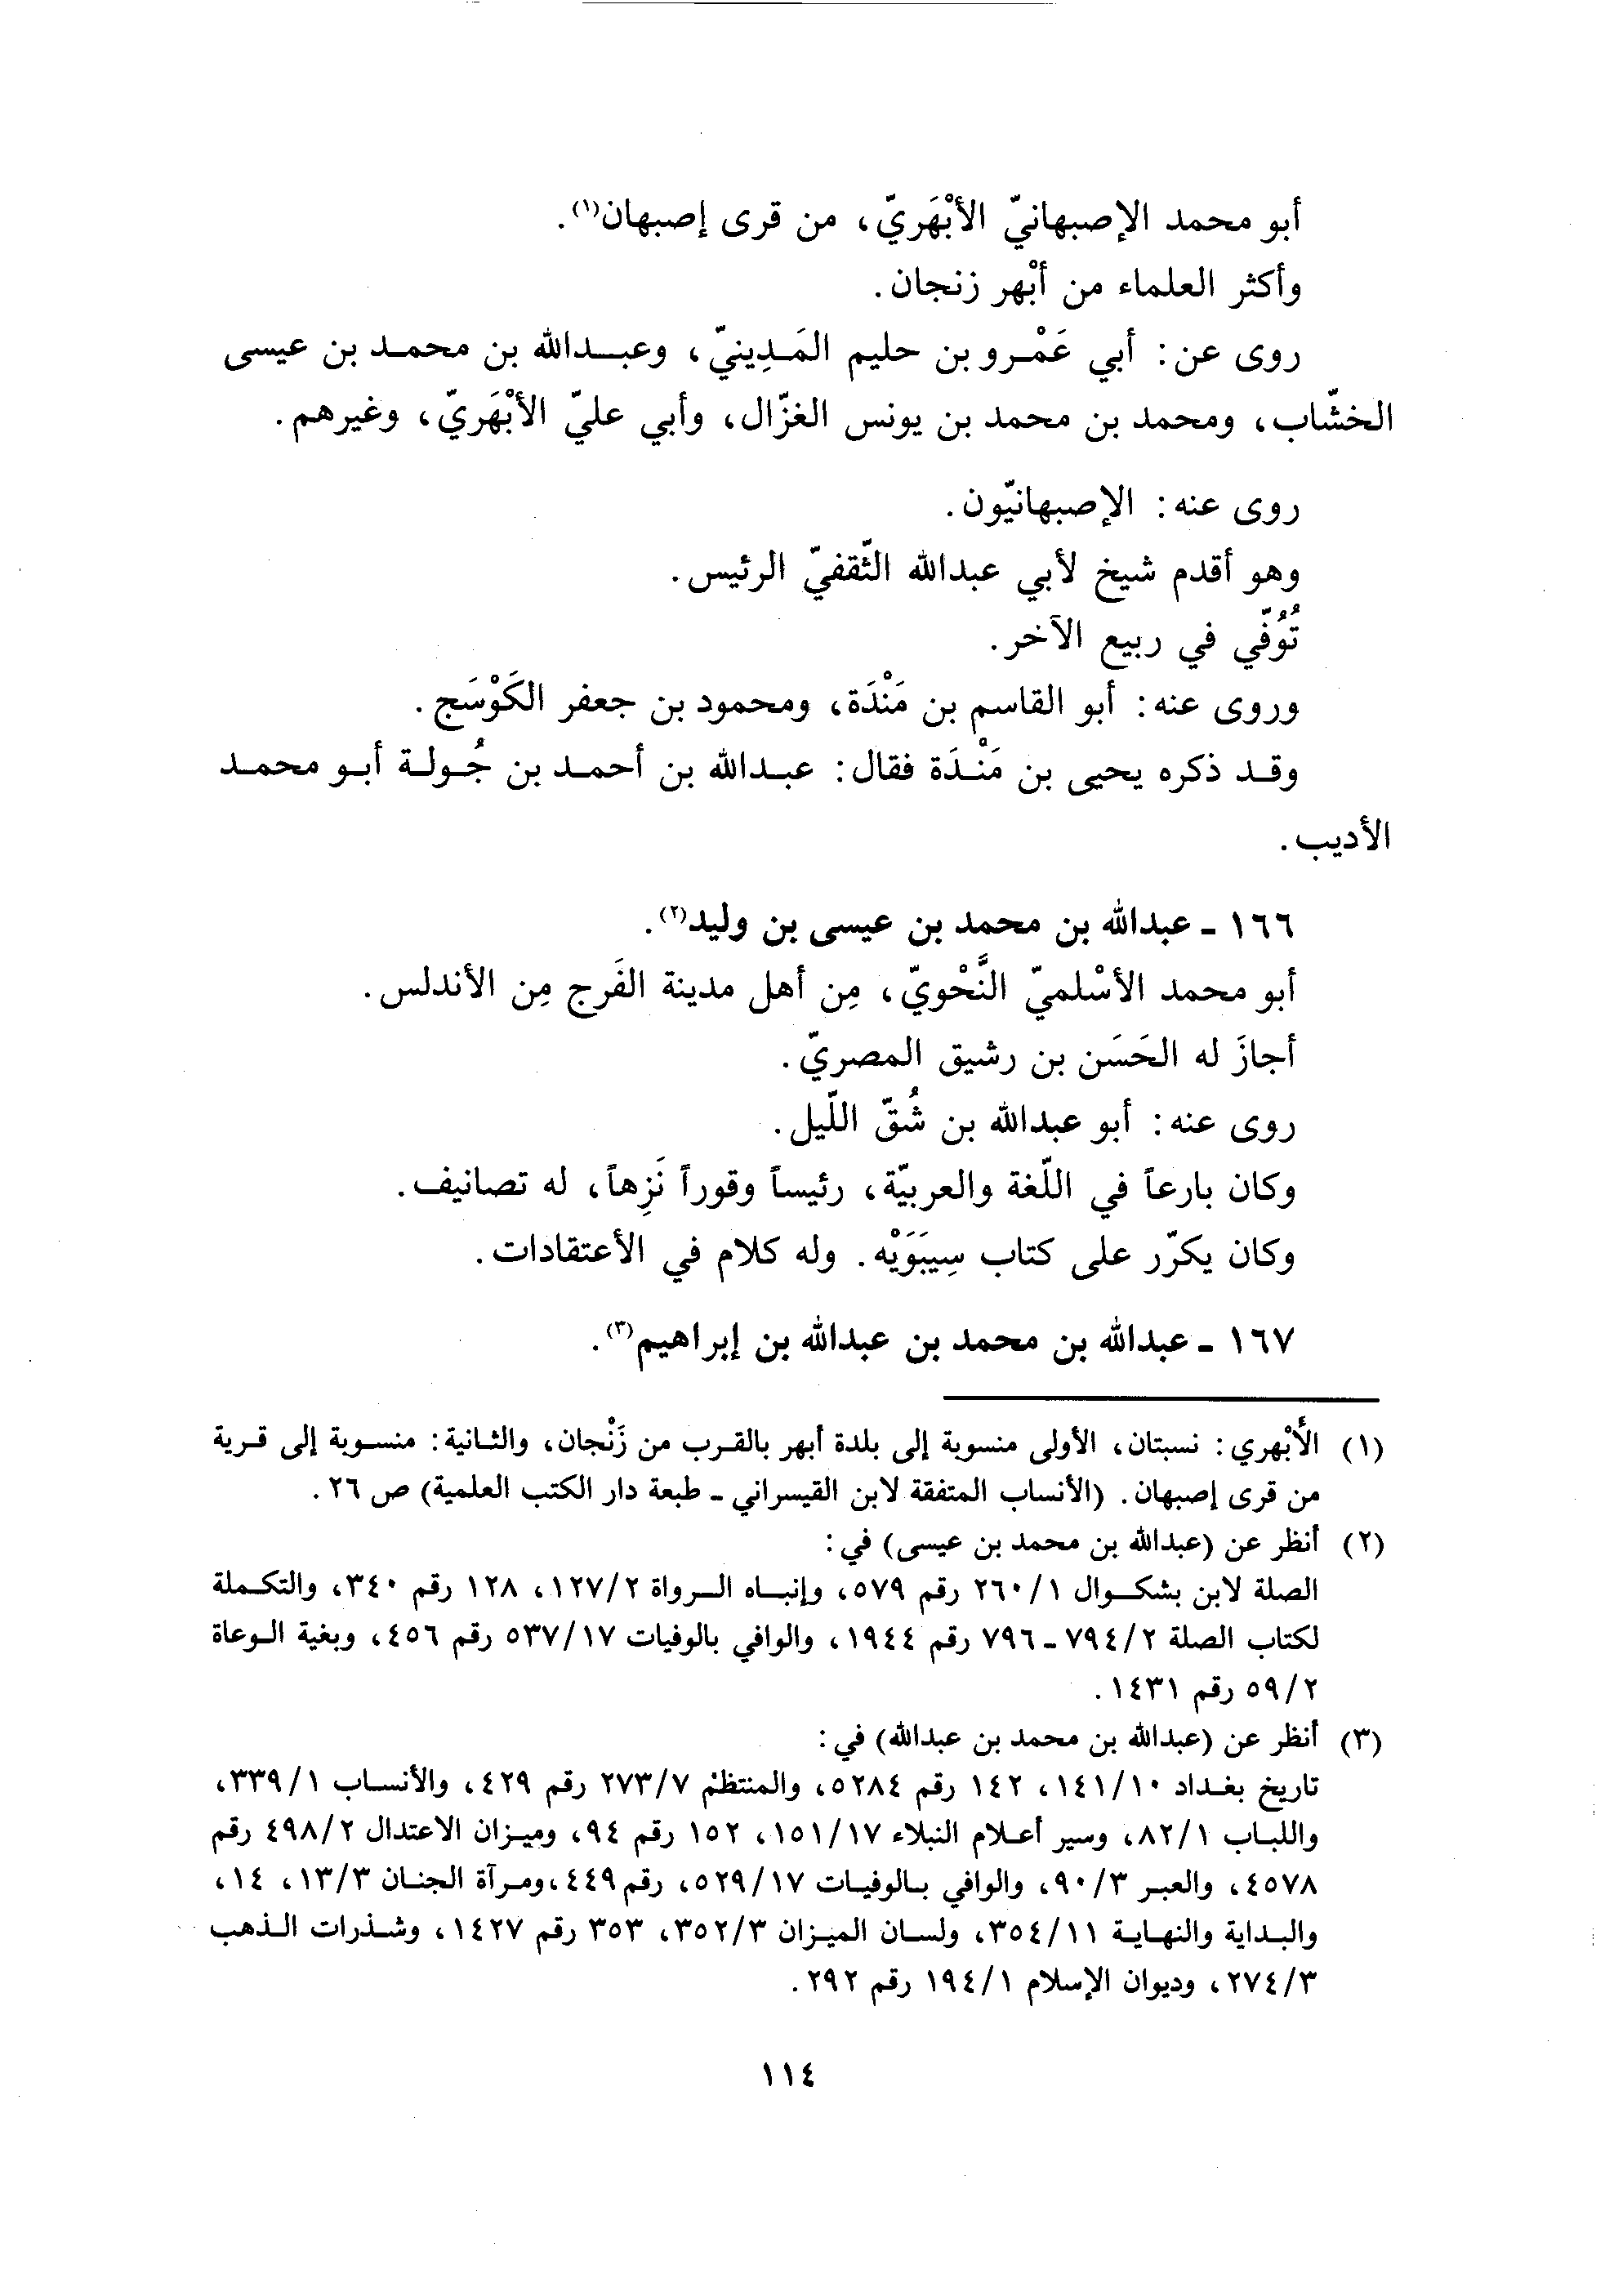 أبو محمد الإصبهانيّ الأبْهَريّ، من قرى إصبهان(١).
وأكثر العلماء من أبْهر زنجان.
روى عن: أبي عَمْرو بن حليم المَدِينيّ، وعبدالله بن محمد بن عيسى
الخشّاب، ومحمد بن محمد بن يونس الغزّال، وأبي عليّ الأبْهَريّ، وغيرهم.
روى عنه: الإصبهانيّون.
وهو أقدم شيخ لأبي عبدالله الثّقفيّ الرئيس.
تُوُفّي في ربيع الآخر.
وروى عنه: أبو القاسم بن مَنْدَة، ومحمود بن جعفر الكَوْسَج.
وقد ذكره يحيى بن مَنْدَة فقال: عبدالله بن أحمد بن جُولة أبو محمد
الأديب.
١٦٦ - عبدالله بن محمد بن عيسى بن وليد(٢).
أبو محمد الأسْلميّ النَّحْويّ، مِن أهل مدينة الفَرج مِن الأندلس.
أجازَ له الحَسَن بن رشيق المصريّ.
روى عنه: أبو عبدالله بن شُقّ اللّيل.
وكان بارعاً في اللّغة والعربيّة، رئيساً وقوراً نَزِهاً، له تصانيف.
وكان يكرّر على كتاب سِيبَوَيْه. وله كلام في الأعتقادات.
١٦٧ - عبدالله بن محمد بن عبدالله بن إبراهيم(٣).
(١) الأَبْهري: نسبتان، الأولى منسوبة إلى بلدة أبهر بالقرب من زَنْجان، والثانية: منسوبة إلى قرية
من قرى إصبهان. (الأنساب المتفقة لابن القيسراني - طبعة دار الكتب العلمية) ص ٢٦.
(٢) أنظر عن (عبدالله بن محمد بن عيسى) في:
الصلة لابن بشكوال ٢٦٠/١ رقم ٥٧٩، وإنباه الرواة ١٢٧/٢، ١٢٨ رقم ٣٤٠، والتكملة
لكتاب الصلة ٧٩٤/٢ - ٧٩٦ رقم ١٩٤٤، والوافي بالوفيات ٥٣٧/١٧ رقم ٤٥٦، وبغية الوعاة
٥٩/٢ رقم ١٤٣١.
(٣) أنظر عن (عبدالله بن محمد بن عبدالله) في:
تاريخ بغداد ١٤١/١٠، ١٤٢ رقم ٥٢٨٤، والمنتظم ٢٧٣/٧ رقم ٤٢٩، والأنساب ٣٣٩/١،
واللباب ٨٢/١، وسير أعلام النبلاء ١٥١/١٧، ١٥٢ رقم ٩٤، وميزان الاعتدال ٤٩٨/٢ رقم
٤٥٧٨، والعبر ٩٠/٣، والوافي بالوفيات ٥٢٩/١٧، رقم ٤٤٩،ومرآة الجنان ١٣/٣، ١٤،
والبداية والنهاية ٣٥٤/١١، ولسان الميزان ٣٥٢/٣، ٣٥٣ رقم ١٤٢٧، وشذرات الذهب
٢٧٤/٣، وديوان الإسلام ١٩٤/١ رقم ٢٩٢.
١١٤